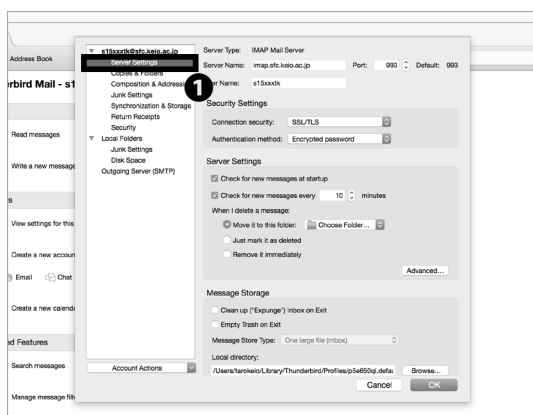 Address Book
rbird Mail - s1
Read messages
Write a new message
s
View settings for this
Create a new accoun
Email
Chat
Create a new calenda
ed Features
Search messages
Manage message filt
s15xxxtk@sfc.keio.ac.jp
Server Settings
Copies & Folders
Composition & Addressi
Junk Settings
Synchronization & Storage
Return Receipts
Security
Local Folders
Junk Settings
Disk Space
Outgoing Server (SMTP)
Account Actions
1
Server Type: IMAP Mail Server
Server Name: imap.sfc.keio.ac.jp Port: 993 Default: 993
er Name: s15xxxtk
Security Settings
Connection security: SSL/TLS
Authentication method: Encrypted password
Server Settings
Check for new messages at startup
Check for new messages every 10 minutes
When I delete a message:
Move it to this folder: Choose Folder...
Just mark it as deleted
Remove it immediately
Advanced...
Message Storage
Clean up ("Expunge") Inbox on Exit
Empty Trash on Exit
Message Store Type: One large file (mbox)
Local directory:
/Users/tarokeio/Library/Thunderbird/Profiles/p5e650qi.defau Browse...
Cancel OK